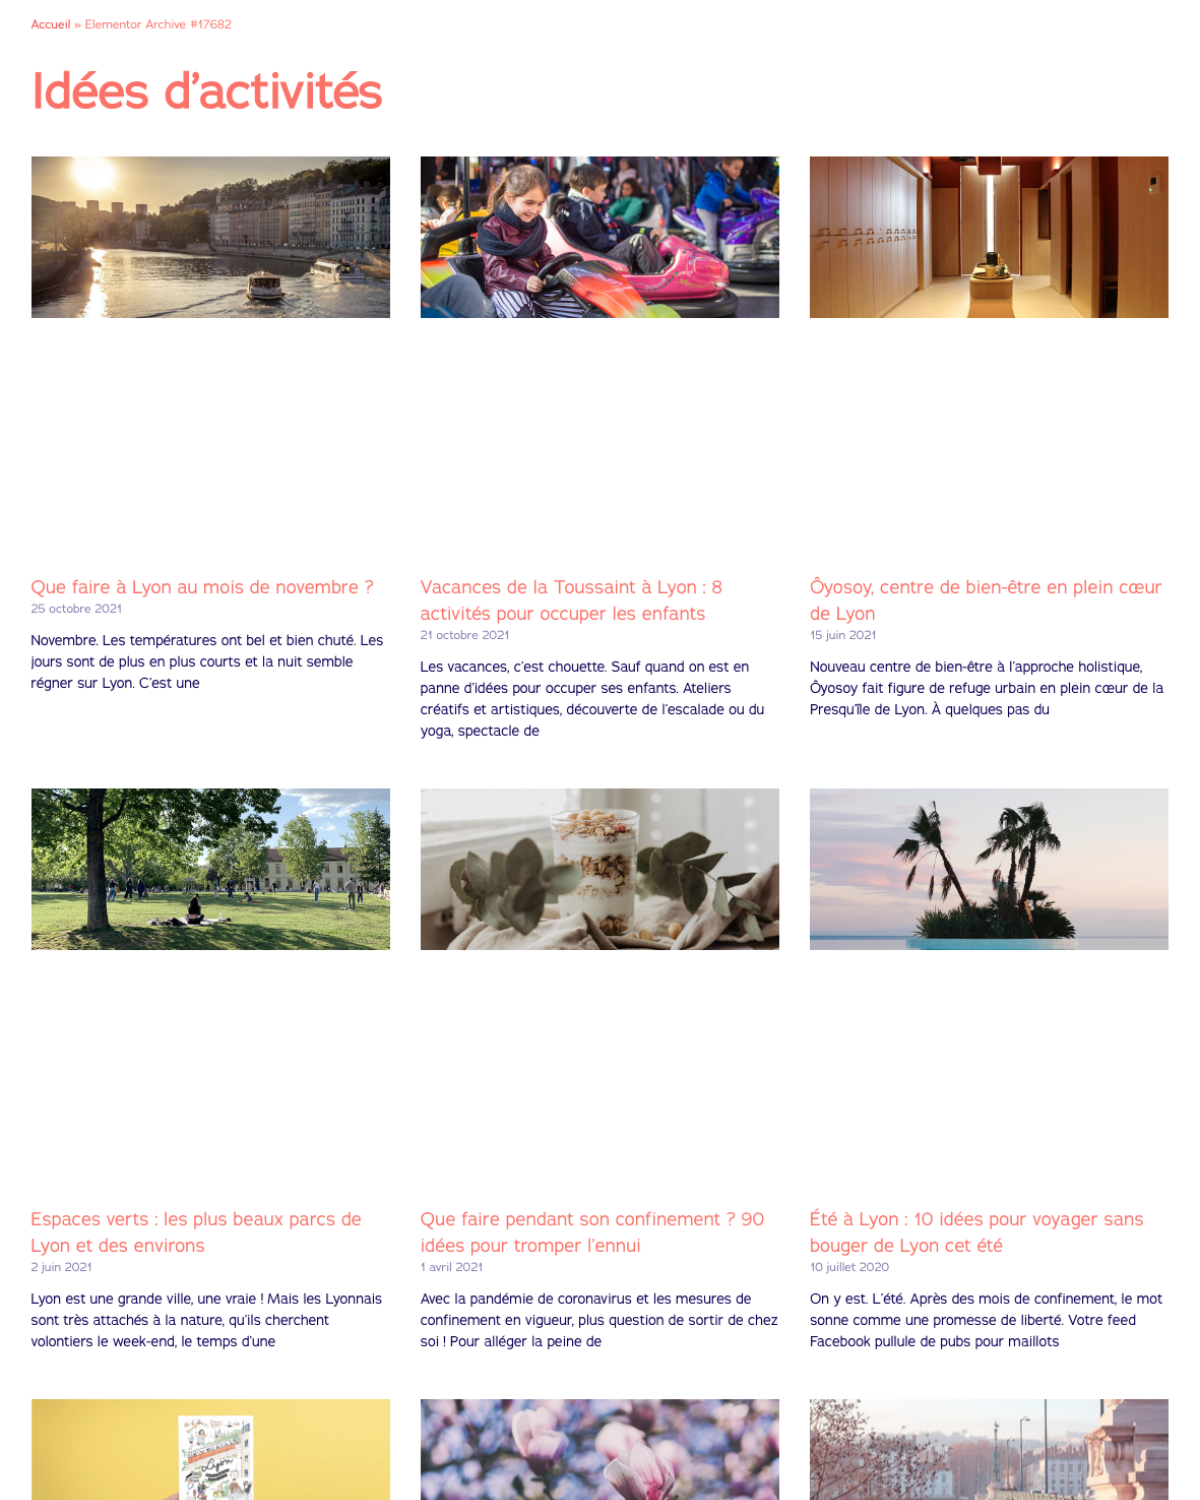 Accueil » Elementor Archive #17682
Idées d'activités
Que faire à Lyon au mois de novembre ?
25 octobre 2021
Novembre. Les températures ont bel et bien chuté. Les
jours sont de plus en plus courts et la nuit semble
régner sur Lyon. C'est une
Vacances de la Toussaint à Lyon : 8
activités pour occuper les enfants
21 octobre 2021
Les vacances, c'est chouette. Sauf quand on est en
panne d'idées pour occuper ses enfants. Ateliers
créatifs et artistiques, découverte de l'escalade ou du
yoga, spectacle de
Ôyosoy, centre de bien-être en plein cœur
de Lyon
15 juin 2021
Nouveau centre de bien-être à l'approche holistique,
Ôyosoy fait figure de refuge urbain en plein cœur de la
Presqu'île de Lyon. À quelques pas du
Espaces verts : les plus beaux parcs de
Lyon et des environs
2 juin 2021
Lyon est une grande ville, une vraie ! Mais les Lyonnais
sont très attachés à la nature, qu'ils cherchent
volontiers le week-end, le temps d'une
Que faire pendant son confinement ? 90
idées pour tromper l'ennui
1 avril 2021
Avec la pandémie de coronavirus et les mesures de
confinement en vigueur, plus question de sortir de chez
soi ! Pour alléger la peine de
Été à Lyon : 10 idées pour voyager sans
bouger de Lyon cet été
10 juillet 2020
On y est. L'été. Après des mois de confinement, le mot
sonne comme une promesse de liberté. Votre feed
Facebook pullule de pubs pour maillots
Lyon